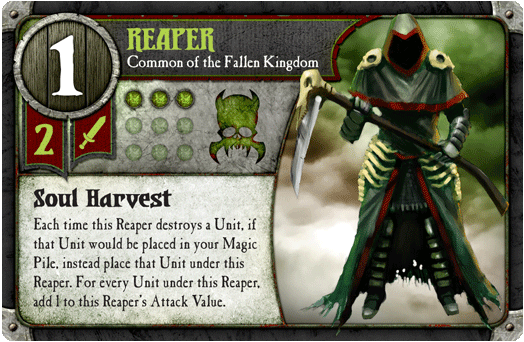 1
REAPER
Common of the Fallen Kingdom
2
Soul Harvest
Each time this Reaper destroys a Unit, if
that Unit would be placed in your Magic
Pile, instead place that Unit under this
Reaper. For every Unit under this Reaper,
add 1 to this Reaper's Attack Value.